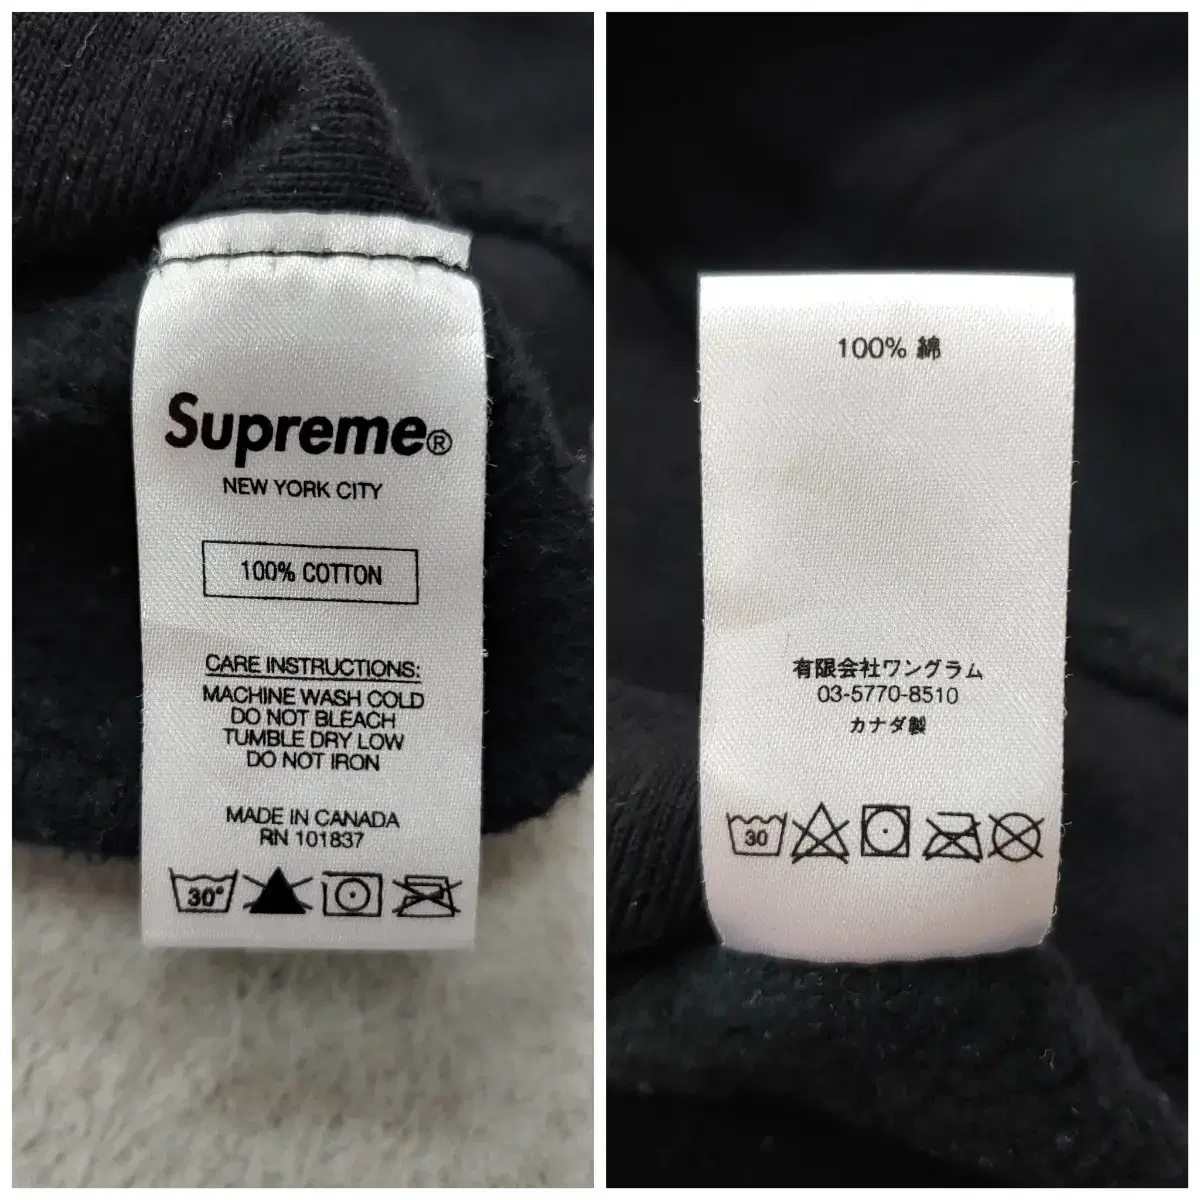 Supreme®
NEW YORK CITY
100% COTTON
CARE INSTRUCTIONS:
MACHINE WASH COLD
DO NOT BLEACH
TUMBLE DRY LOW
DO NOT IRON
MADE IN CANADA
RN 101837
30°
100% 綿
有限会社ワングラム
03-5770-8510
カナダ製
30